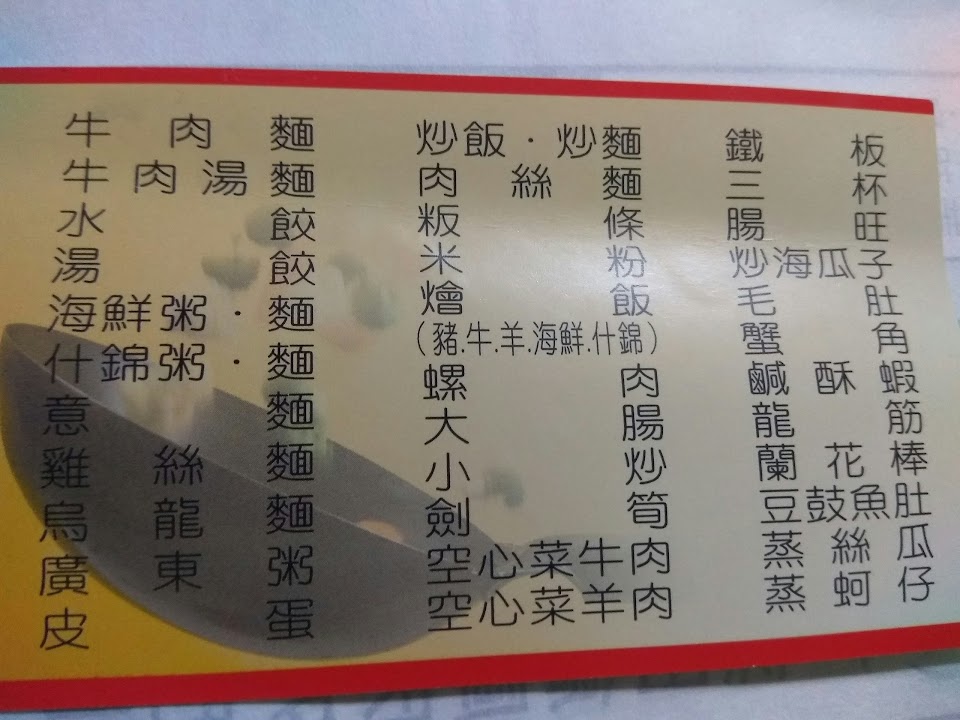 牛肉麵
牛肉湯麵
水餃
湯餃
海鮮粥·麵
什錦粥·麵
意麵
雞絲麵
烏龍麵
廣東粥
皮蛋
炒飯·炒麵
肉絲麵
粄條
米粉
燴飯
(豬.牛.羊.海鮮.什錦)
螺肉
大腸
小炒
劍筍
空心菜牛肉
空心菜羊肉
鐵板
三杯
腸旺
炒海瓜子
毛肚
蟹角
鹹酥蝦
龍筋
蘭花棒
豆鼓魚肚
蒸絲瓜
蒸蚵仔